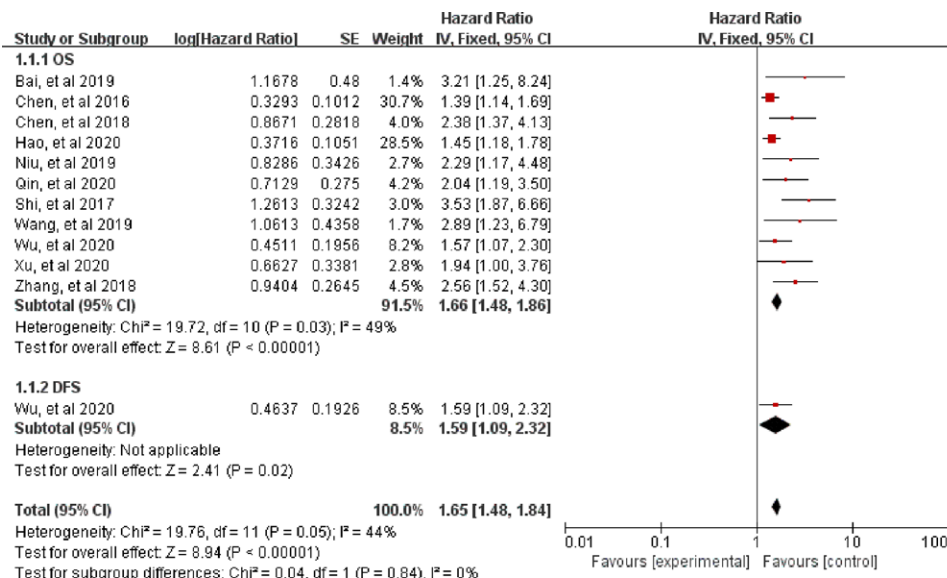 Hazard Ratio Hazard Ratio
Study or Subgroup log[Hazard Ratio] SE Weight IV, Fixed, 95% CI IV, Fixed, 95% CI
1.1.1 OS
Bai, et al 2019 1.1678 0.48 1.4% 3.21 [1.25, 8.24]
Chen, et al 2016 0.3293 0.1012 30.7% 1.39 [1.14, 1.69]
Chen, et al 2018 0.8671 0.2818 4.0% 2.38 [1.37, 4.13]
Hao, et al 2020 0.3716 0.1051 28.5% 1.45 [1.18, 1.78]
Niu, et al 2019 0.8286 0.3426 2.7% 2.29 [1.17, 4.48]
Qin, et al 2020 0.7129 0.275 4.2% 2.04 [1.19, 3.50]
Shi, et al 2017 1.2613 0.3242 3.0% 3.53 [1.87, 6.66]
Wang, et al 2019 1.0613 0.4358 1.7% 2.89 [1.23, 6.79]
Wu, et al 2020 0.4511 0.1956 8.2% 1.57 [1.07, 2.30]
Xu, et al 2020 0.6627 0.3381 2.8% 1.94 [1.00, 3.76]
Zhang, et al 2018 0.9404 0.2645 4.5% 2.56 [1.52, 4.30]
Subtotal (95% CI) 91.5% 1.66 [1.48, 1.86]
Heterogeneity: Chi² = 19.72, df = 10 (P = 0.03); I² = 49%
Test for overall effect: Z = 8.61 (P < 0.00001)
1.1.2 DFS
Wu, et al 2020 0.4637 0.1926 8.5% 1.59 [1.09, 2.32]
Subtotal (95% CI) 8.5% 1.59 [1.09, 2.32]
Heterogeneity: Not applicable
Test for overall effect: Z = 2.41 (P = 0.02)
Total (95% CI) 100.0% 1.65 [1.48, 1.84]
Heterogeneity: Chi² = 19.76, df = 11 (P = 0.05); I² = 44%
Test for overall effect: Z = 8.94 (P < 0.00001)
Test for subgroup differences: Chi² = 0.04, df = 1 (P = 0.84), I² = 0%
0.01 0.1 1 10 100
Favours [experimental] Favours [control]